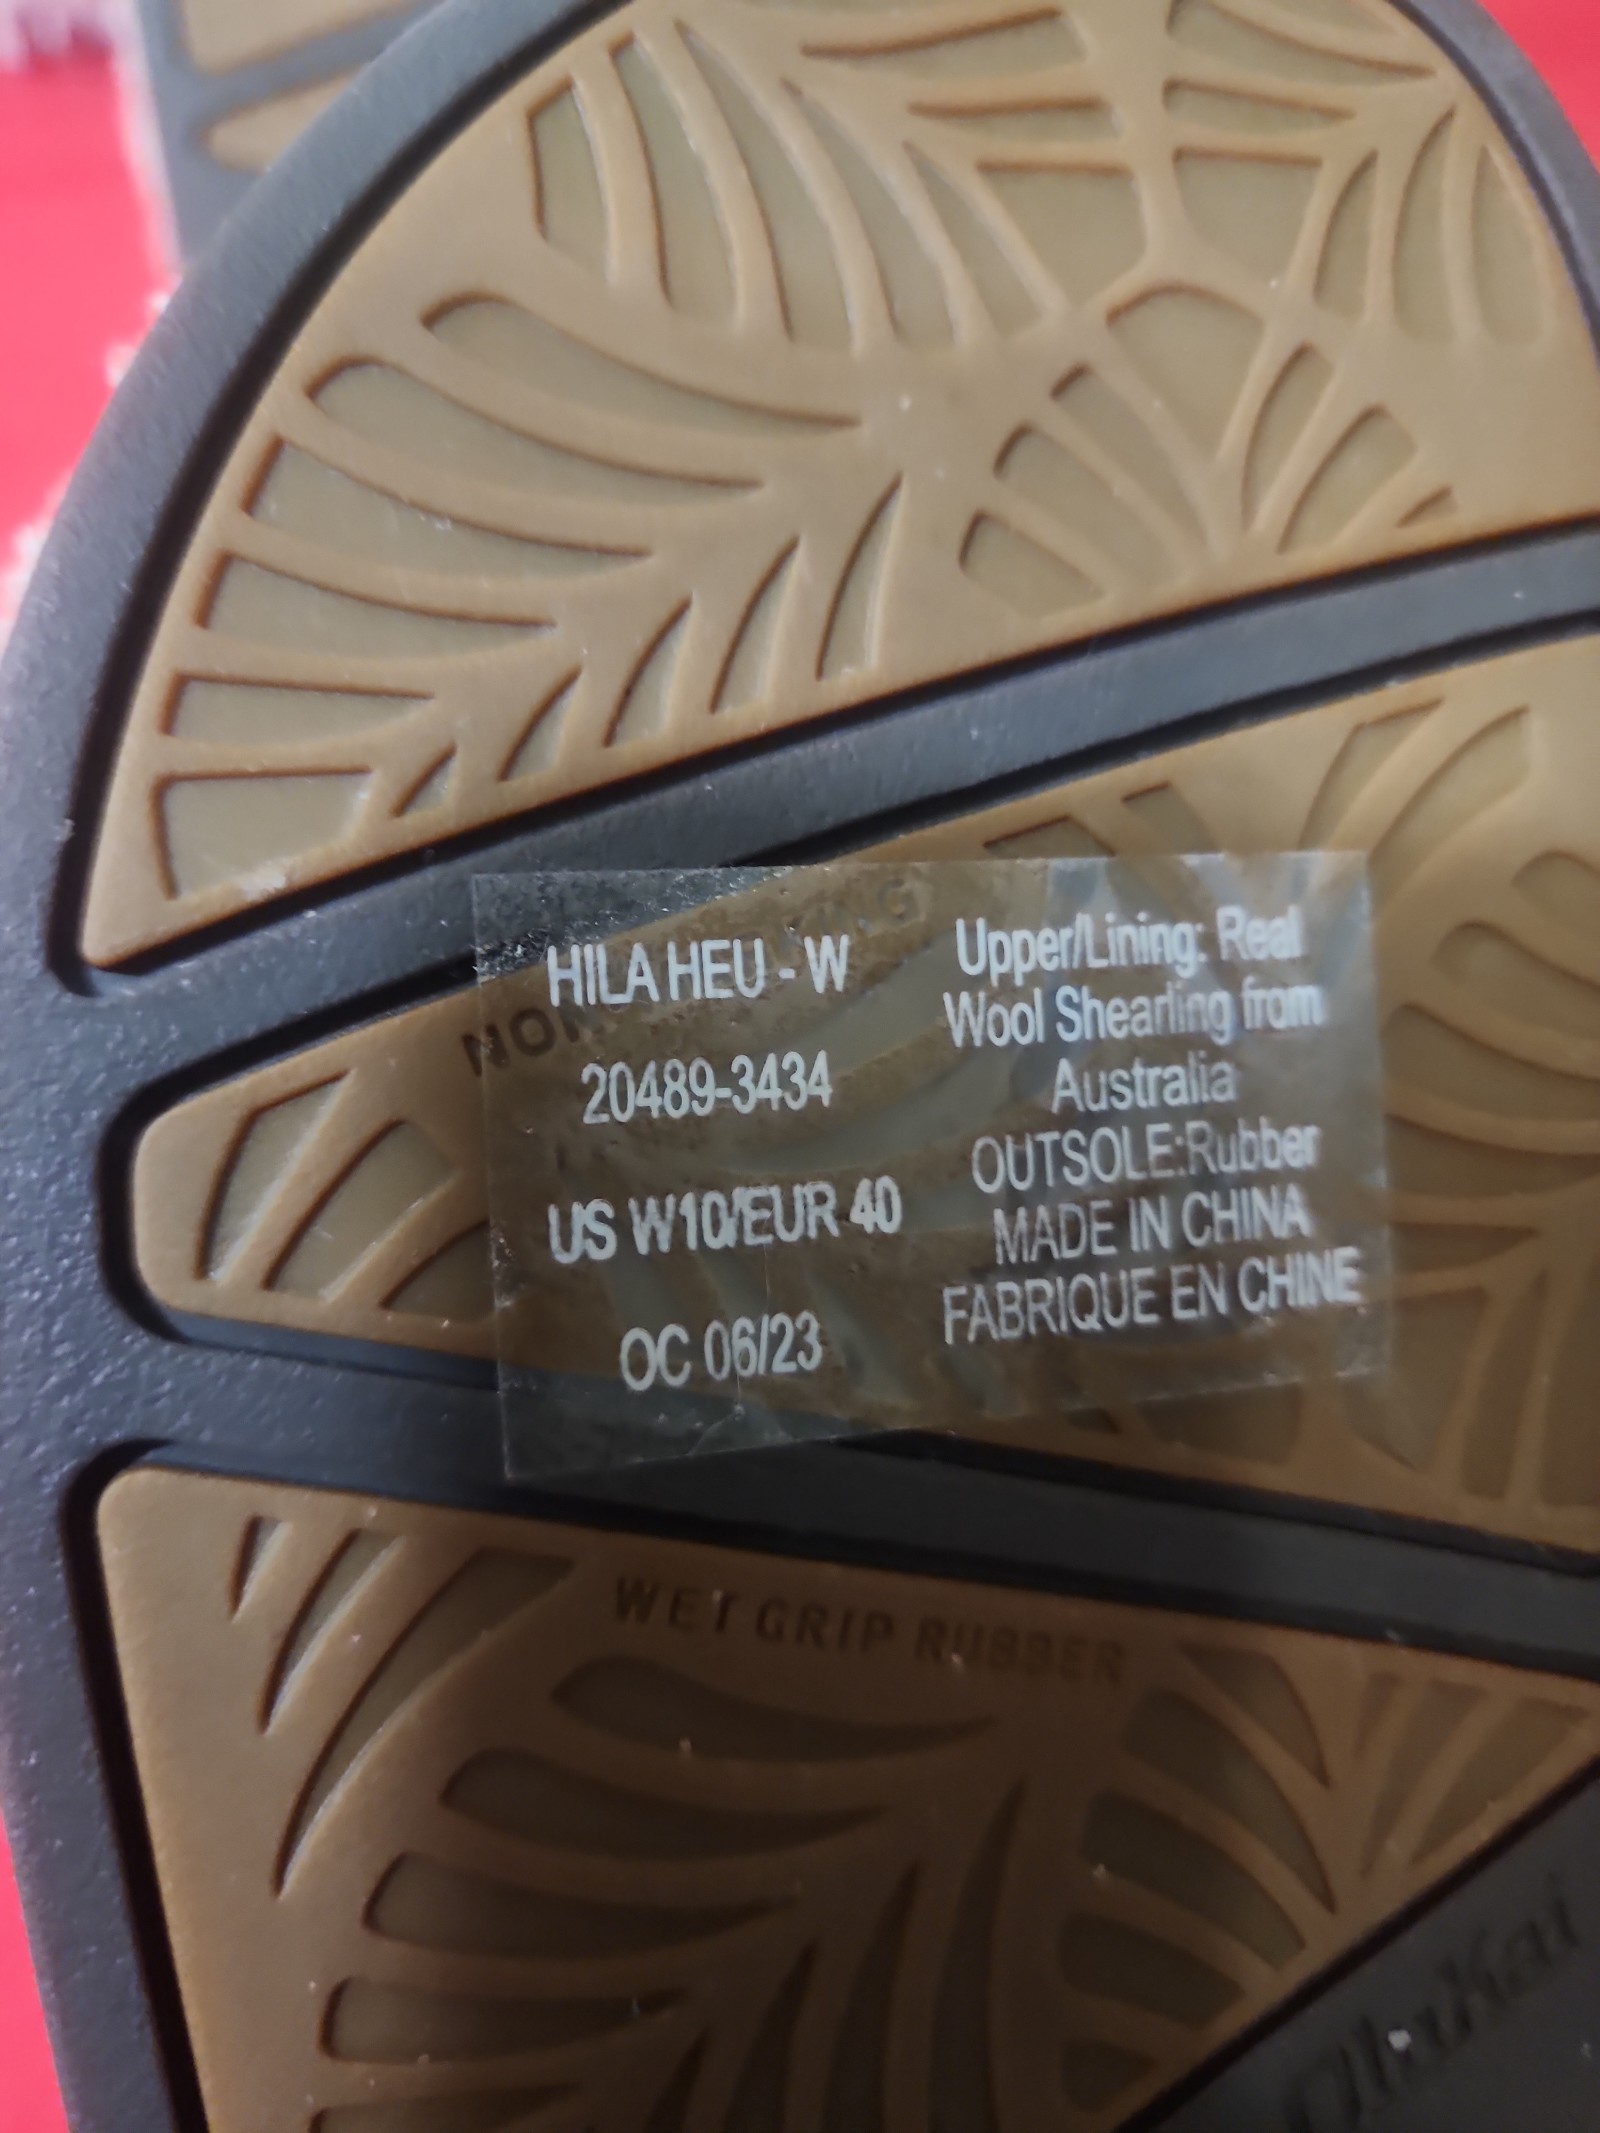 HILA HEU - W
20489-3434
US W10/EUR 40
OC 06/23
Upper/Lining: Real
Wool Shearling from
Australia
OUTSOLE:Rubber
MADE IN CHINA
FABRIQUE EN CHINE
WET GRIP RUBBER
OluKai